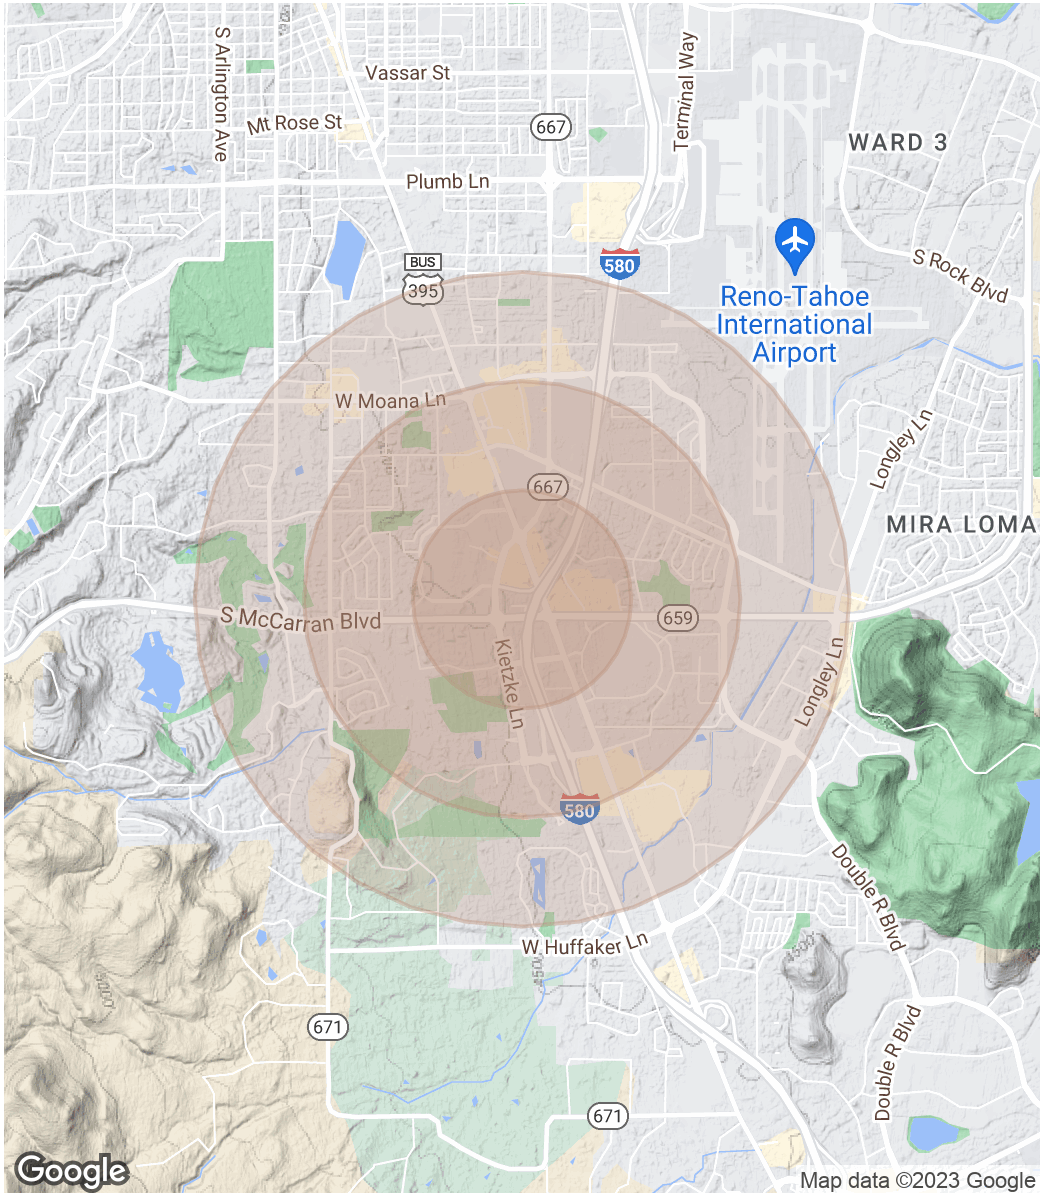 S Arlington Ave
Vassar St
Terminal Way
Mt Rose St
667
WARD 3
Plumb Ln
BUS
395
580
S Rock Blvd
Reno-Tahoe
International
Airport
W Moana Ln
Longley Ln
667
MIRA LOMA
S McCarran Blvd
659
Kietzke Ln
Longley Ln
580
Double R Blvd
W Huffaker Ln
4500'
4500'
671
Double R Blvd
671
Google
Map data ©2023 Google